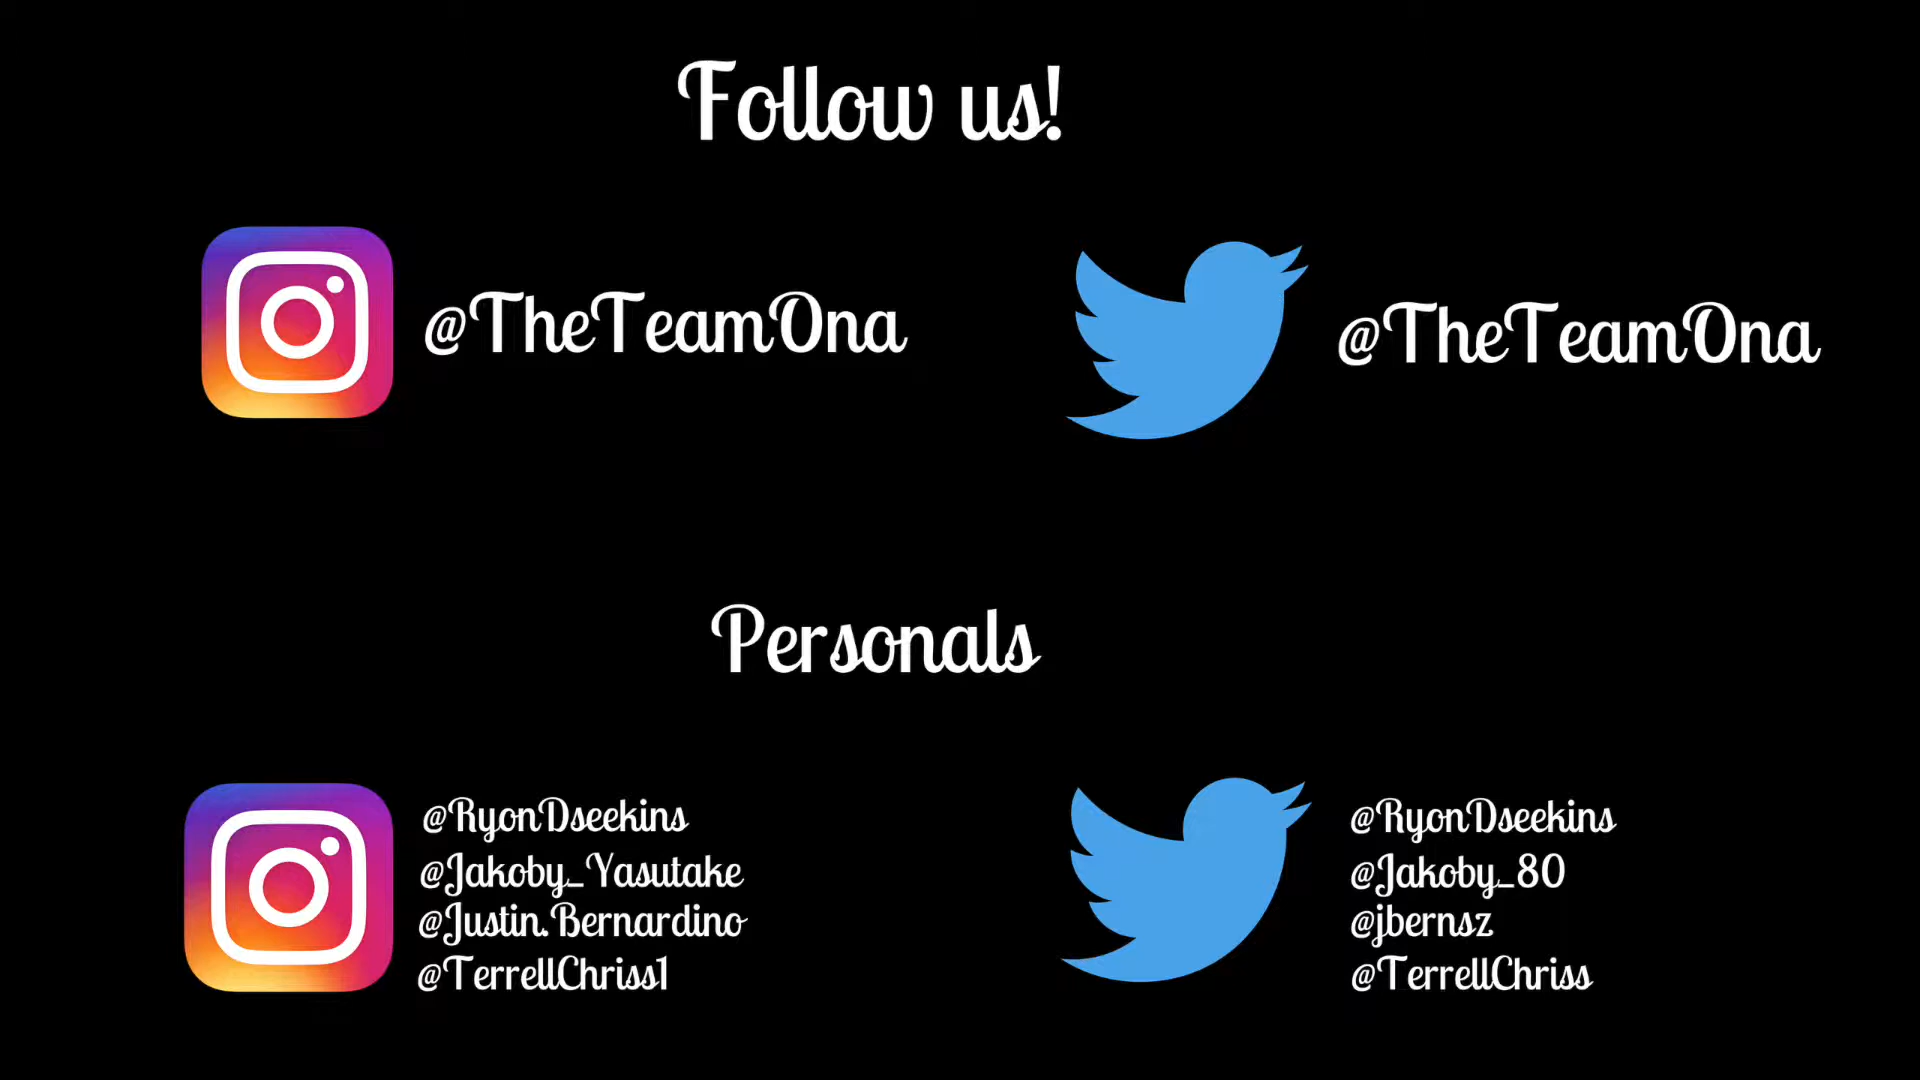 Follow us!
@TheTeamOna
@TheTeamOna
Personals
@RyonDseekins
@Jakoby_Yasutake
@Justin.Bernardino
@TerrellChriss1
@RyonDseekins
@Jakoby_80
@jbernsz
@TerrellChriss